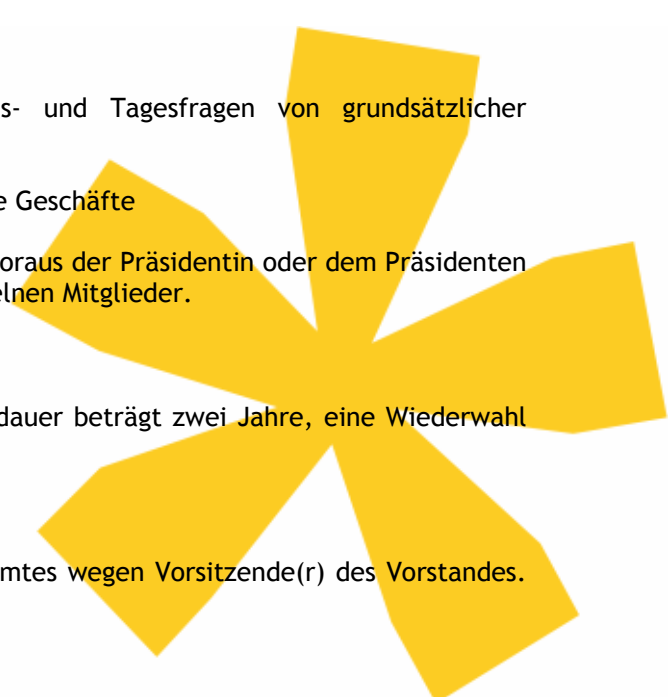 s- und Tagesfragen von grundsätzlicher
e Geschäfte
oraus der Präsidentin oder dem Präsidenten
elnen Mitglieder.
dauer beträgt zwei Jahre, eine Wiederwahl
mtes wegen Vorsitzende(r) des Vorstandes.